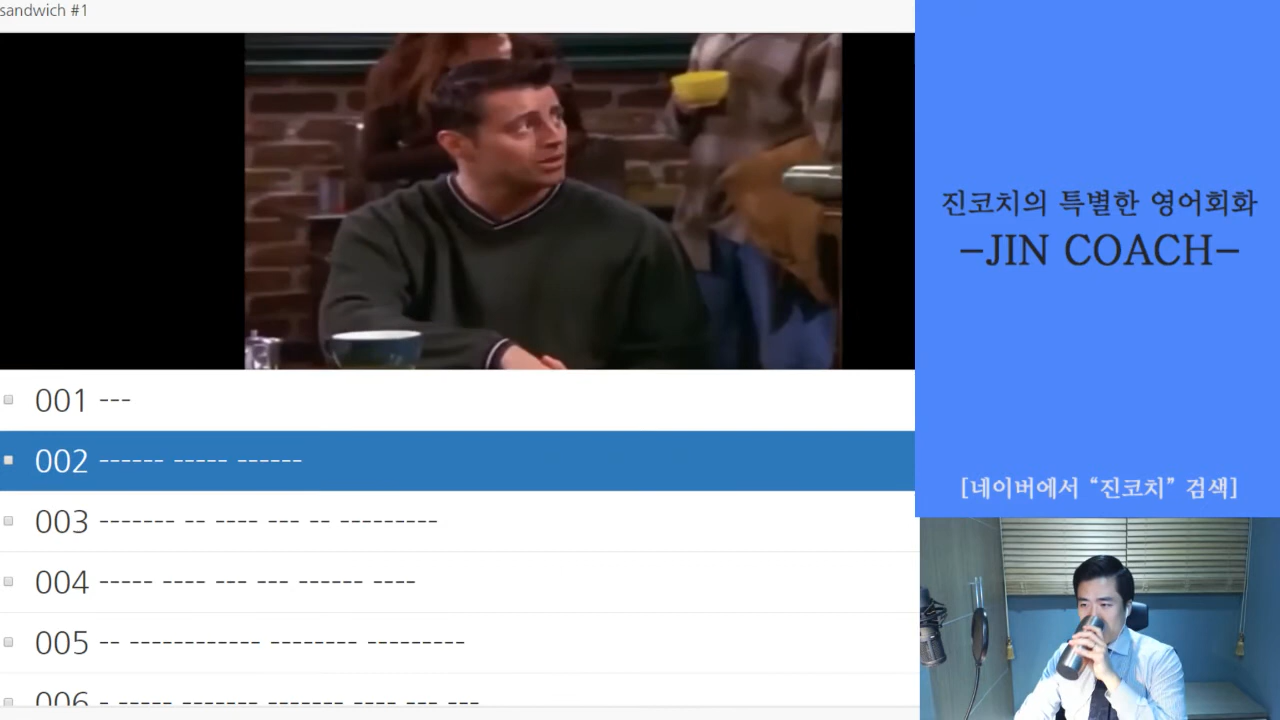 sandwich #1
001 ---
002 ------ ----- ------
003 ------- -- ---- --- -- ---------
004 ----- ---- --- --- ------ ----
005 -- ------------ -------- ---------
006 - ----- ------- ------- ---- --- ---
진코치의 특별한 영어회화
–JIN COACH–
[네이버에서 “진코치” 검색]